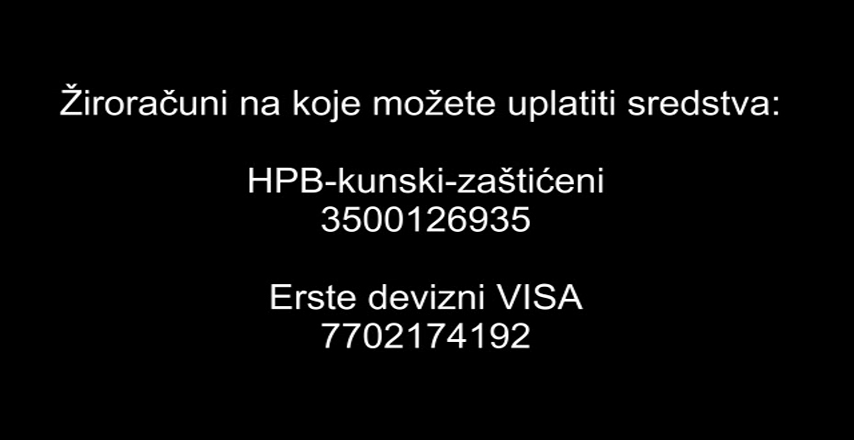 Žiroračuni na koje možete uplatiti sredstva:
HPB-kunski-zaštićeni
3500126935
Erste devizni VISA
7702174192